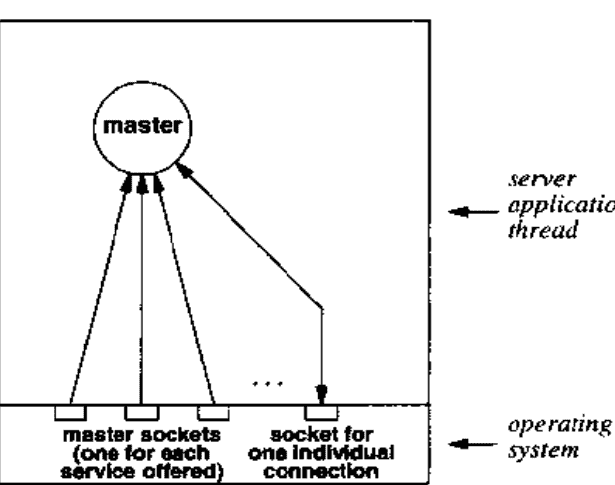 master
server
applicatio
thread
...
master sockets
(one for each
service offered)
socket for
one individual
connection
operating
system